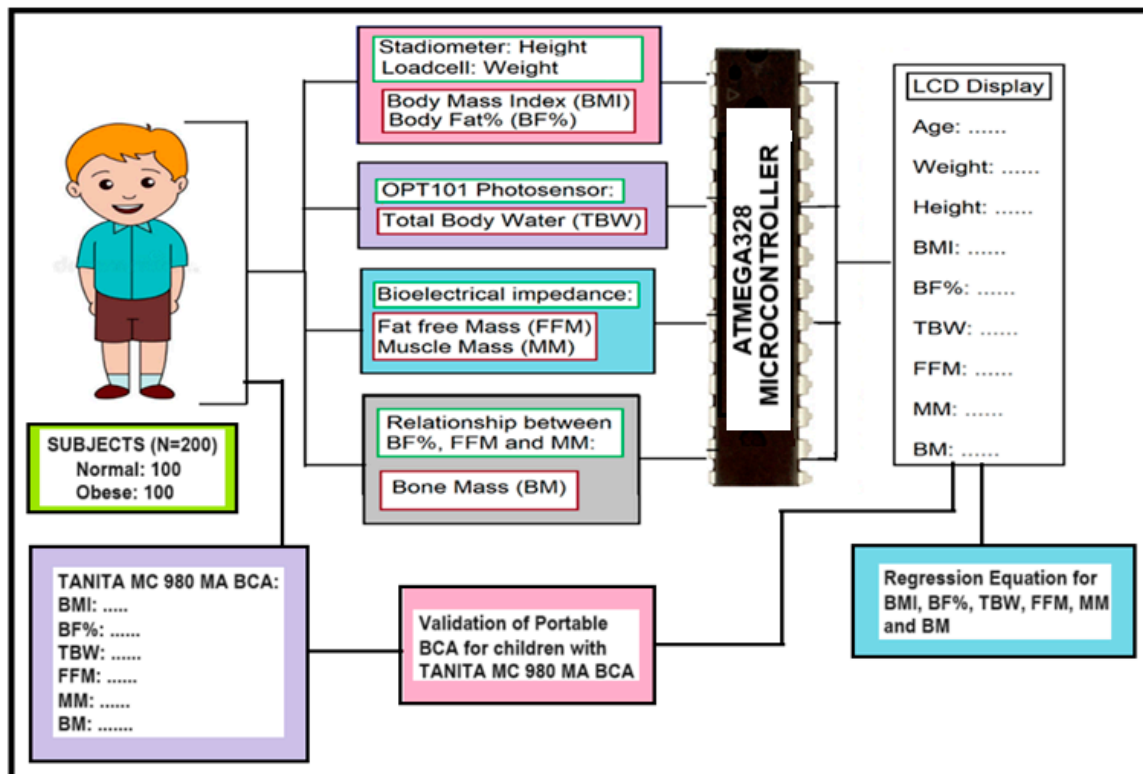 Stadiometer: Height
Loadcell: Weight
Body Mass Index (BMI)
Body Fat% (BF%)
OPT101 Photosensor:
Total Body Water (TBW)
Bioelectrical impedance:
Fat free Mass (FFM)
Muscle Mass (MM)
Relationship between
BF%, FFM and MM:
Bone Mass (BM)
ATMEGA328
MICROCONTROLLER
LCD Display
Age: ......
Weight: ......
Height: ......
BMI: ......
BF%: ......
TBW: ......
FFM: ......
MM: ......
BM: ......
SUBJECTS (N=200)
Normal: 100
Obese: 100
TANITA MC 980 MA BCA:
BMI: .....
BF%: ......
TBW: ......
FFM: ......
MM: ......
BM: .......
Validation of Portable
BCA for children with
TANITA MC 980 MA BCA
Regression Equation for
BMI, BF%, TBW, FFM, MM
and BM